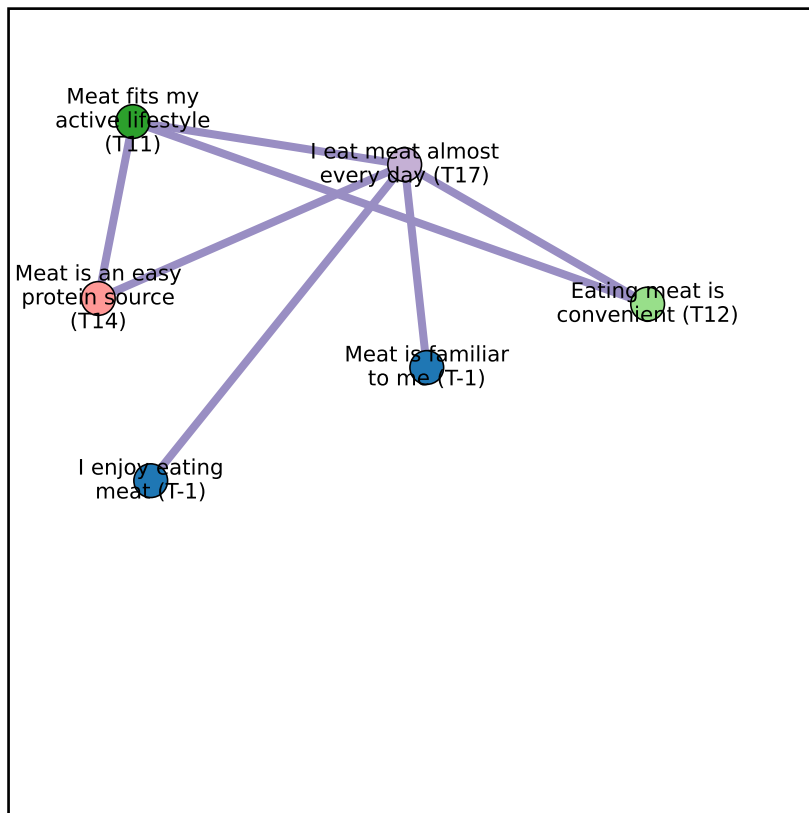 Meat fits my
active lifestyle
(T11)
I eat meat almost
every day (T17)
Meat is an easy
protein source
(T14)
Eating meat is
convenient (T12)
Meat is familiar
to me (T-1)
I enjoy eating
meat (T-1)